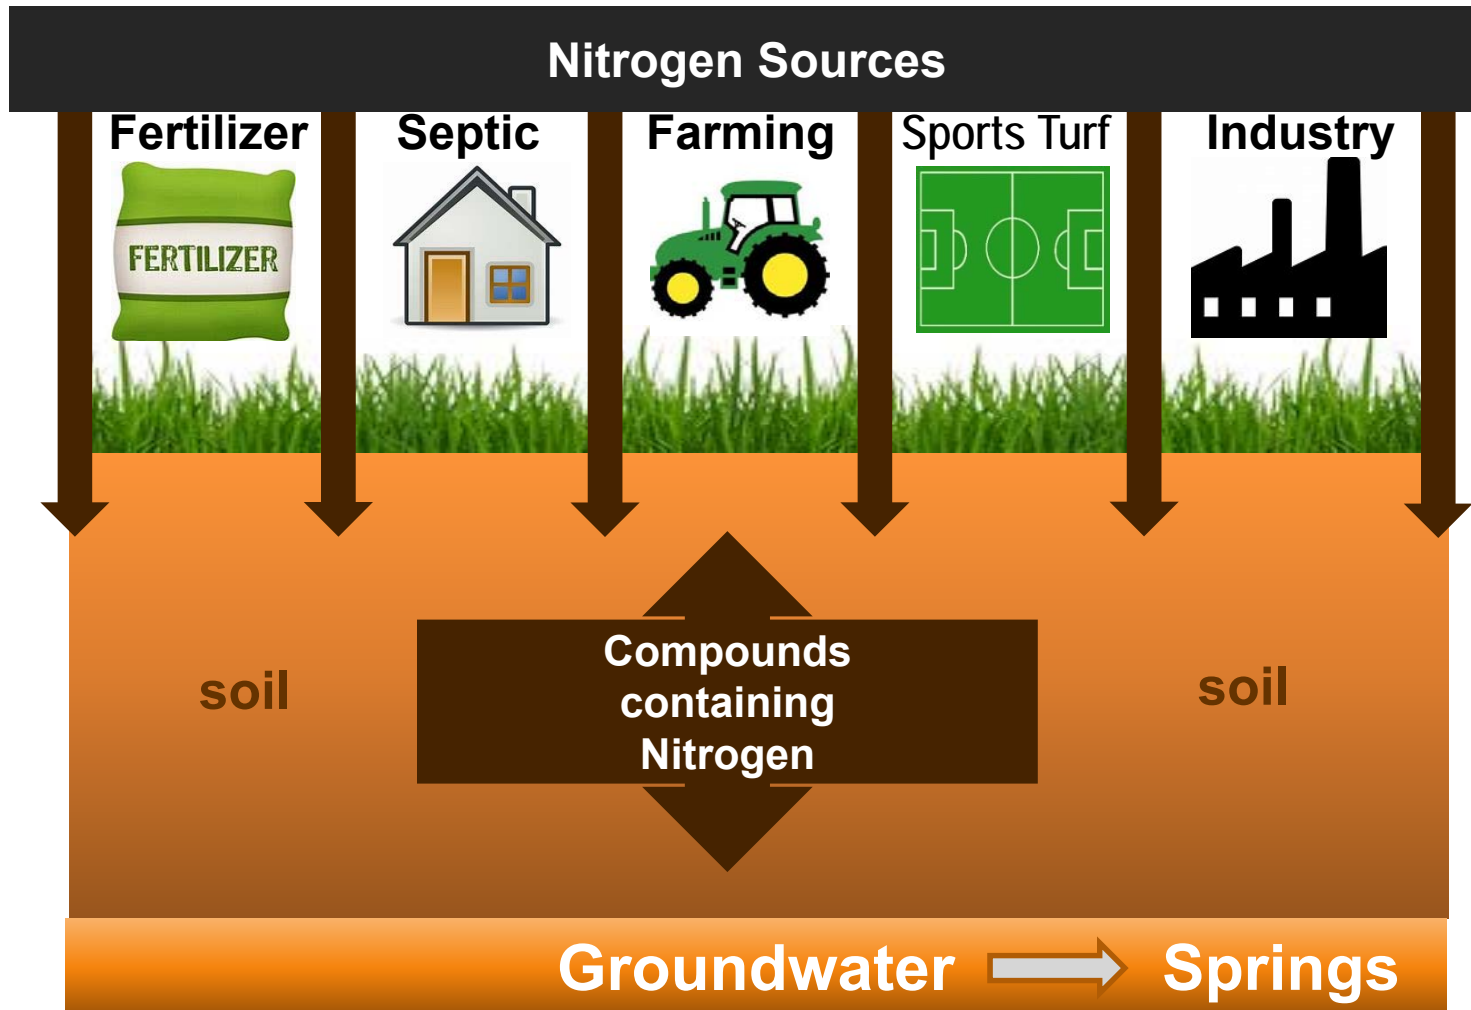 Nitrogen Sources
Fertilizer
Septic
Farming
Sports Turf
Industry
FERTILIZER
soil
Compounds
containing
Nitrogen
soil
Groundwater
Springs